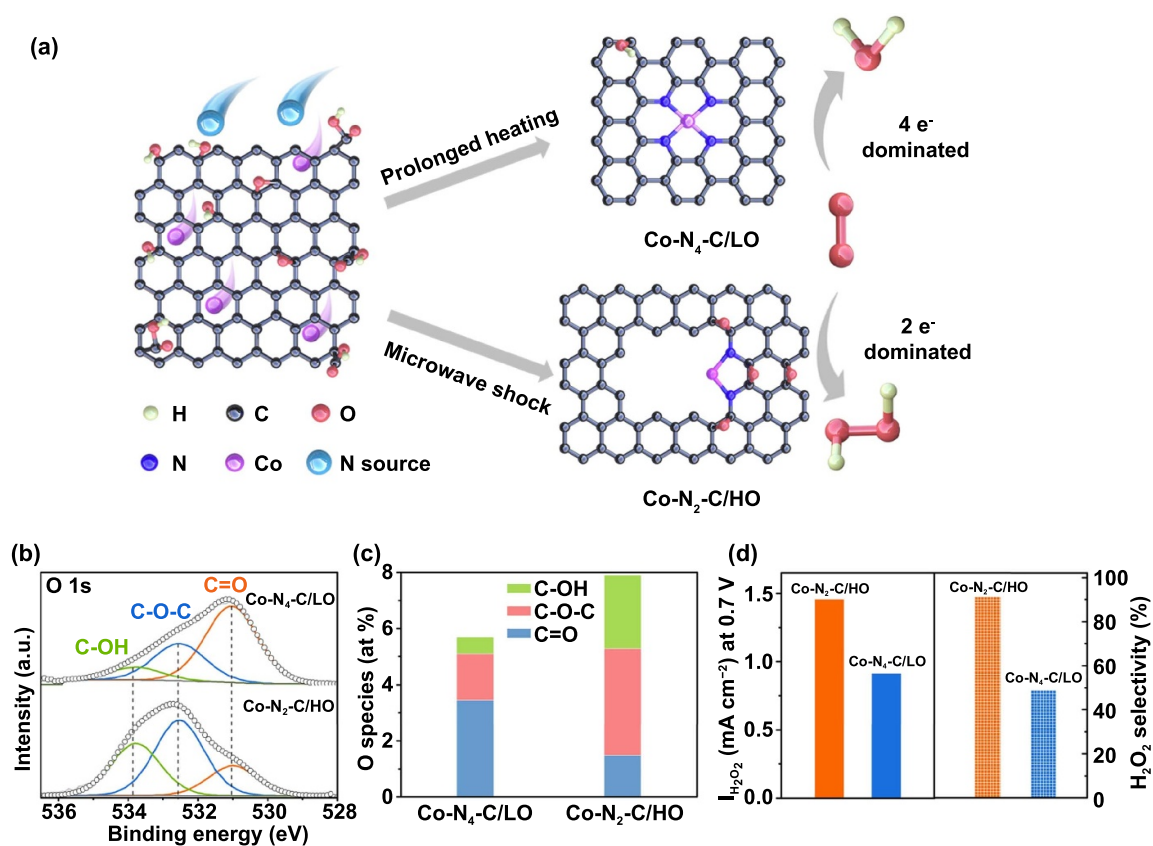 (a)
Prolonged heating
Microwave shock
Co-N₄-C/LO
Co-N₂-C/HO
4 e⁻
dominated
2 e⁻
dominated
H
C
O
N
Co
N source
(b)
O 1s
C=O
Co-N₄-C/LO
C-O-C
C-OH
Co-N₂-C/HO
Intensity (a.u.)
536 534 532 530 528
Binding energy (eV)
(c)
8
6
4
2
0
O species (at %)
C-OH
C-O-C
C=O
Co-N₄-C/LO Co-N₂-C/HO
(d)
I_H₂O₂ (mA cm⁻²) at 0.7 V
1.5
1.0
0.5
0.0
Co-N₂-C/HO
Co-N₄-C/LO
Co-N₂-C/HO
Co-N₄-C/LO
100
80
60
40
20
0
H₂O₂ selectivity (%)